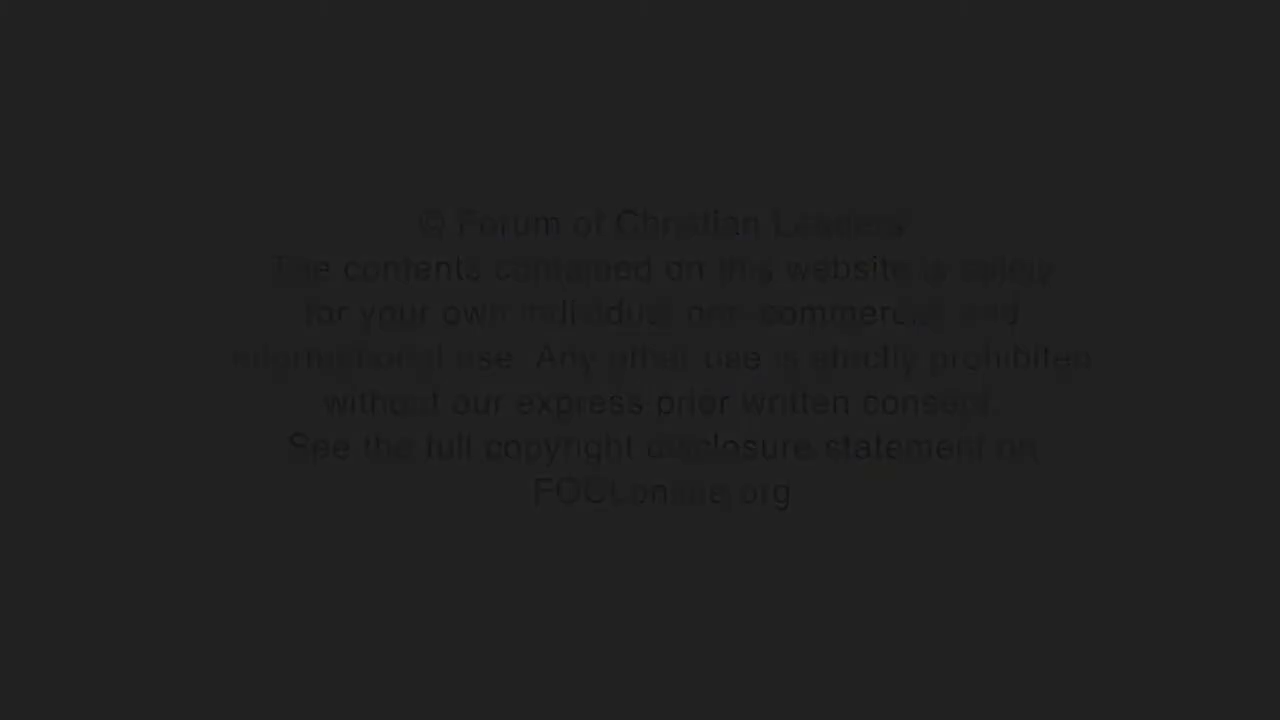 © Forum of Christian Leaders
The contents contained on this website is solely
for your own individual non-commercial and
informational use. Any other use is strictly prohibited
without our express prior written consent.
See the full copyright disclosure statement on
FOCLonline.org